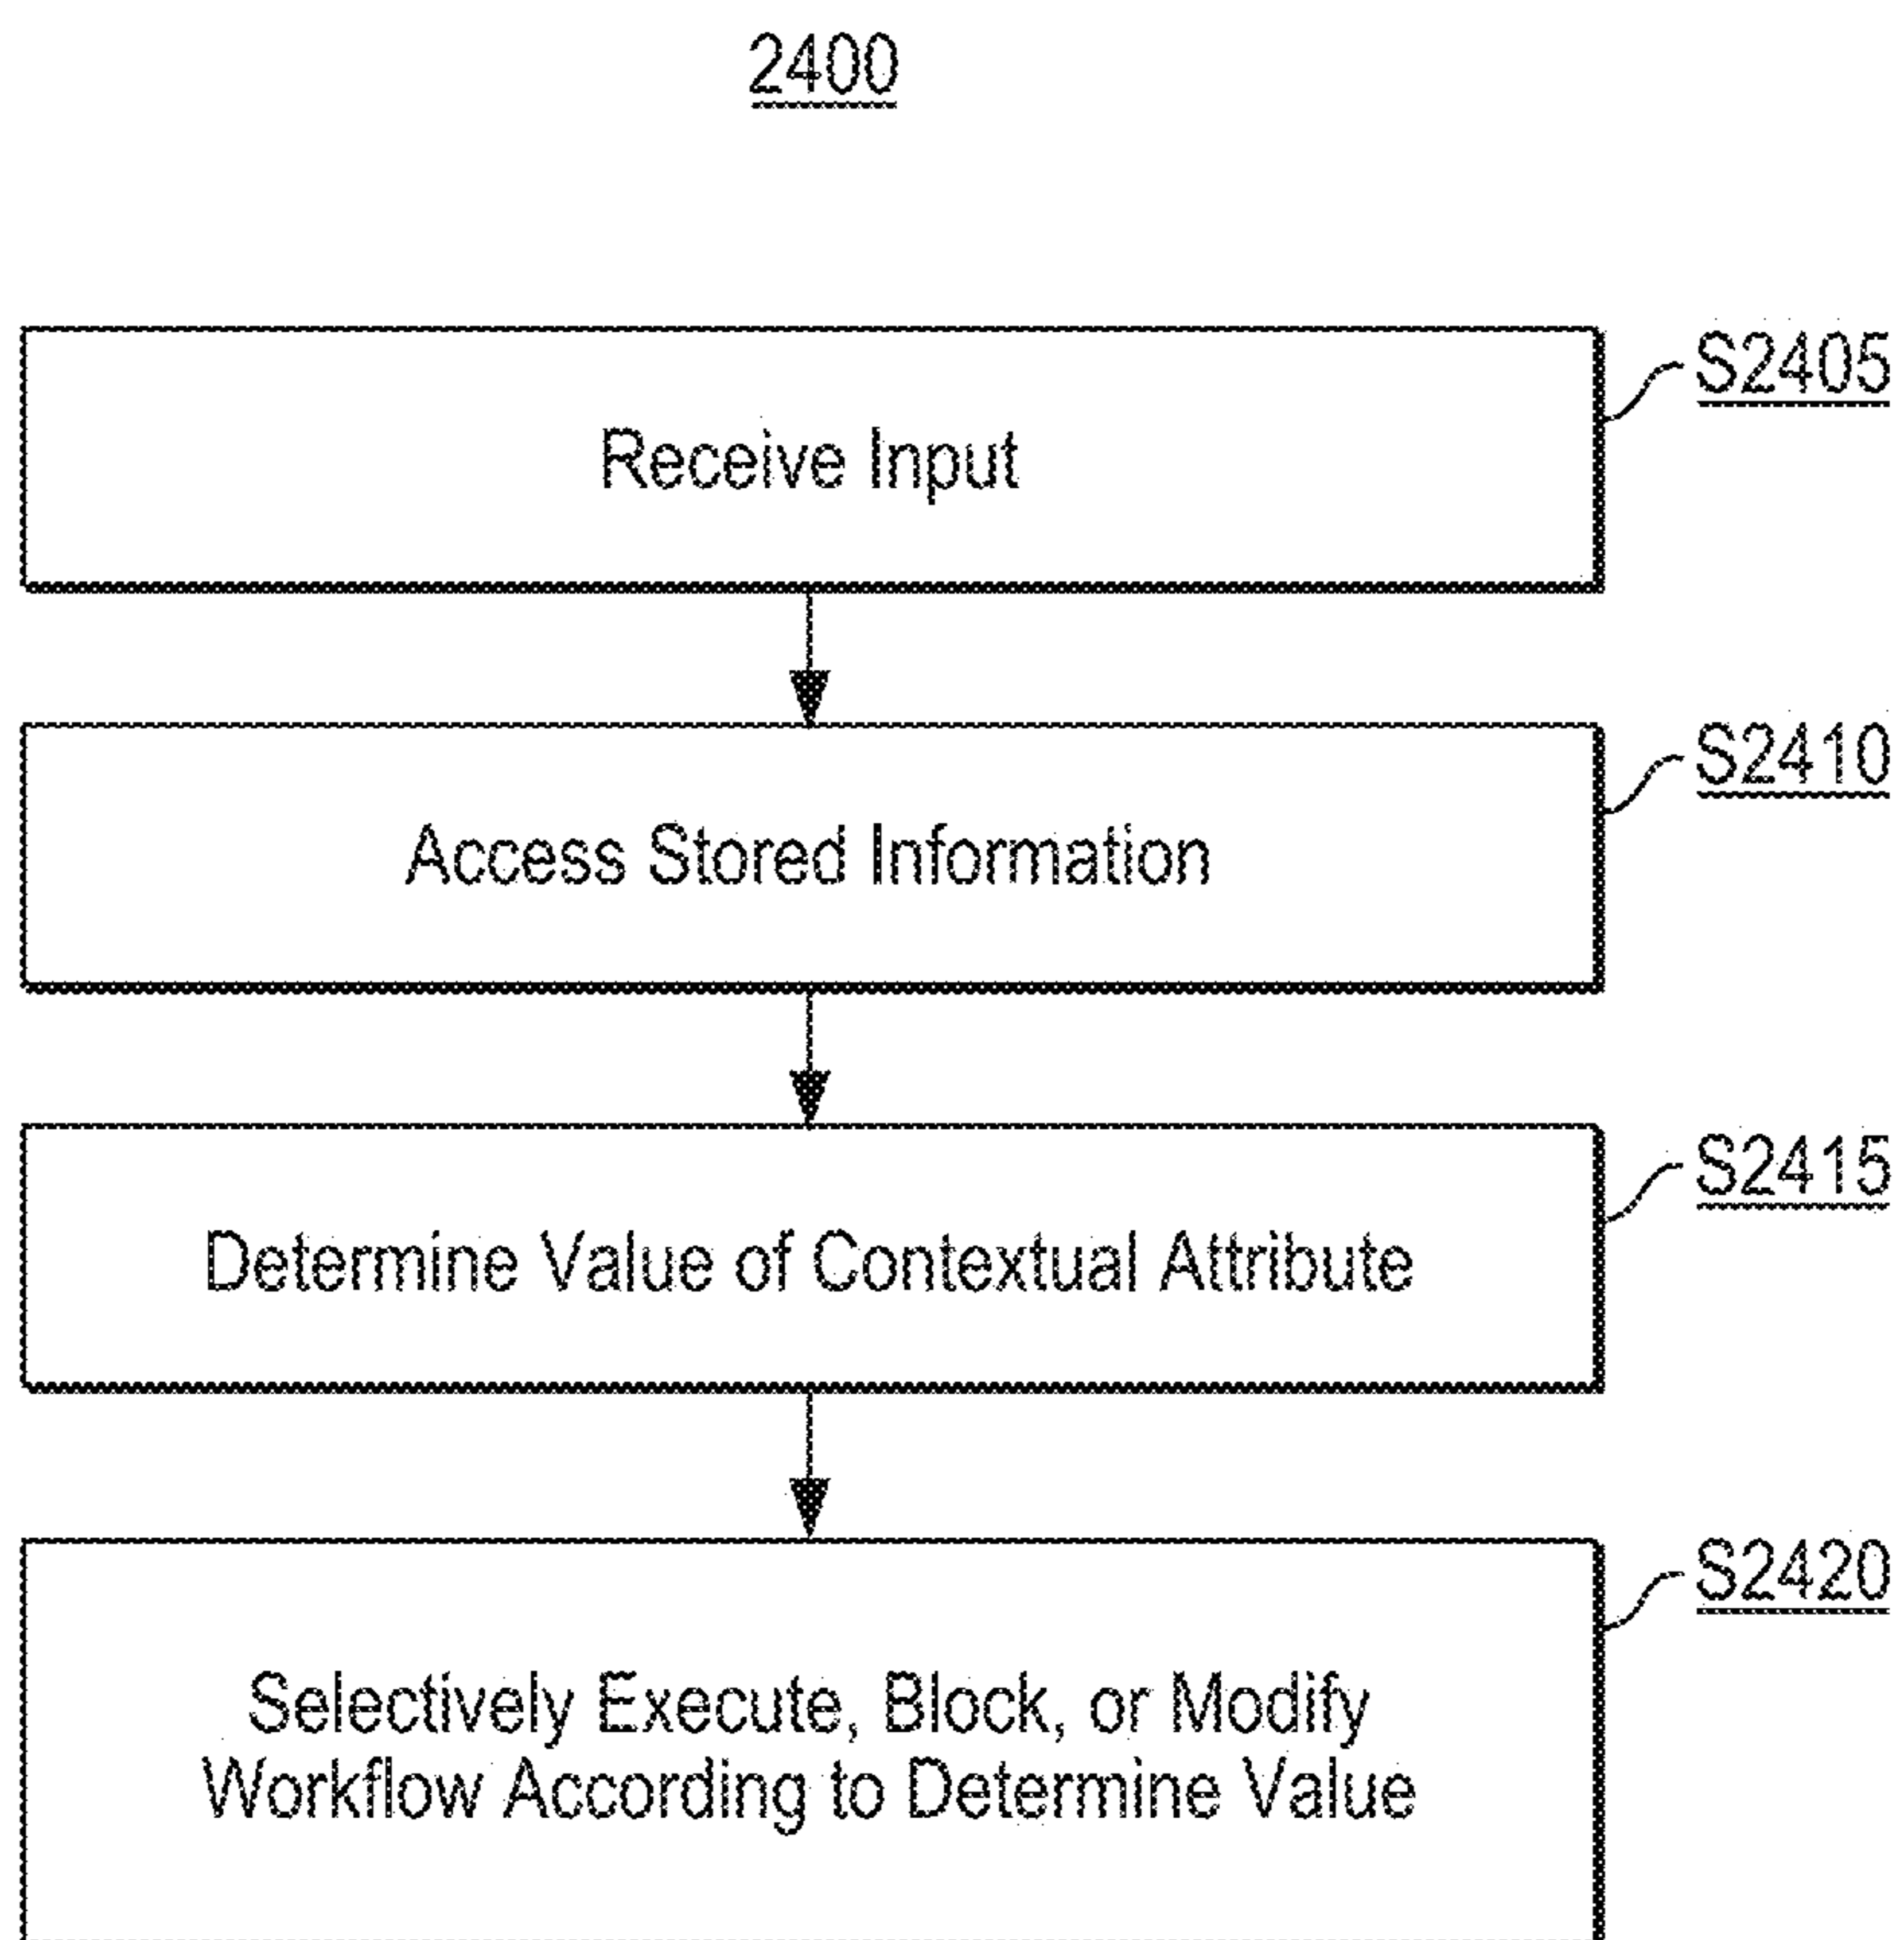 2400
Receive Input
S2405
Access Stored Information
S2410
Determine Value of Contextual Attribute
S2415
Selectively Execute, Block, or Modify
Workflow According to Determine Value
S2420